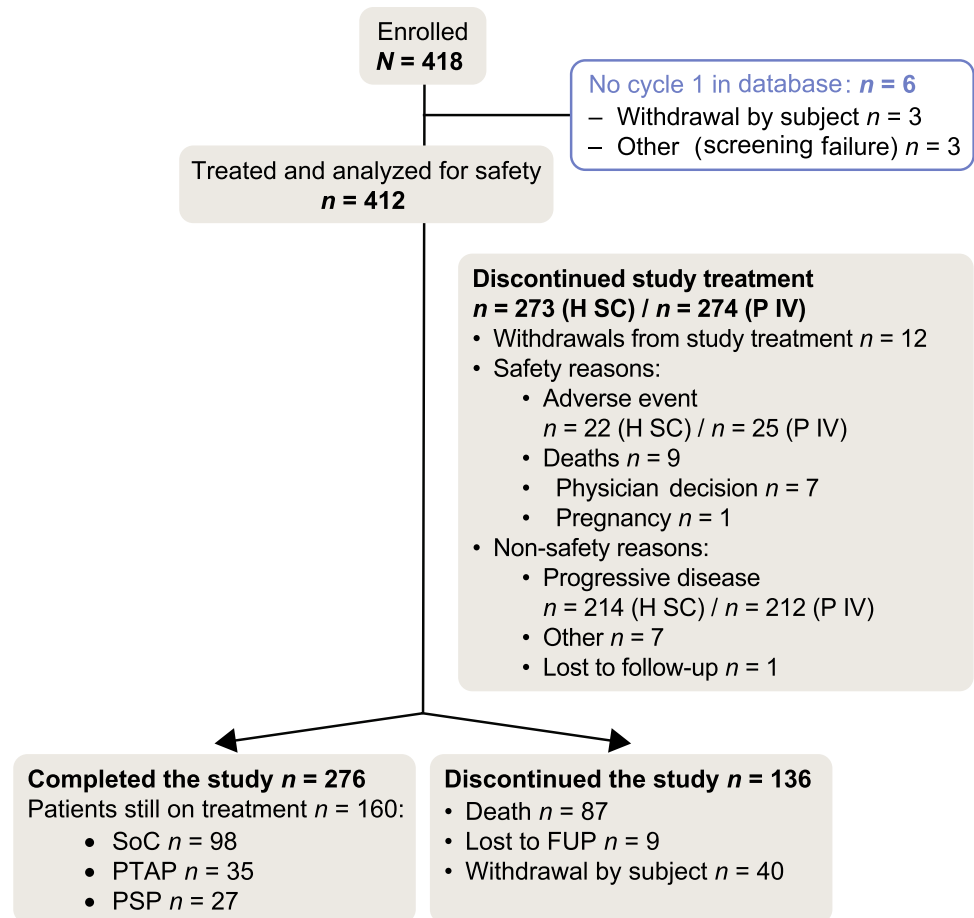 Enrolled
N = 418
No cycle 1 in database: n = 6
– Withdrawal by subject n = 3
– Other (screening failure) n = 3
Treated and analyzed for safety
n = 412
Discontinued study treatment
n = 273 (H SC) / n = 274 (P IV)
• Withdrawals from study treatment n = 12
• Safety reasons:
• Adverse event
n = 22 (H SC) / n = 25 (P IV)
• Deaths n = 9
• Physician decision n = 7
• Pregnancy n = 1
• Non-safety reasons:
• Progressive disease
n = 214 (H SC) / n = 212 (P IV)
• Other n = 7
• Lost to follow-up n = 1
Completed the study n = 276
Patients still on treatment n = 160:
• SoC n = 98
• PTAP n = 35
• PSP n = 27
Discontinued the study n = 136
• Death n = 87
• Lost to FUP n = 9
• Withdrawal by subject n = 40